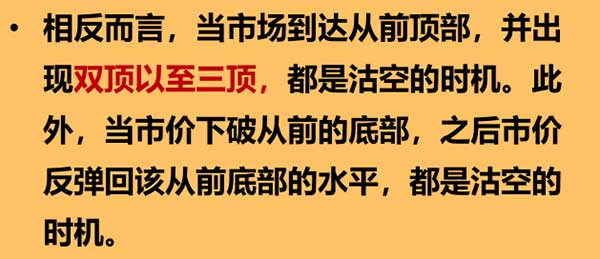 • 相反而言，当市场到达从前顶部，并出
现双顶以至三顶，都是沽空的时机。此
外，当市价下破从前的底部，之后市价
反弹回该从前底部的水平，都是沽空的
时机。